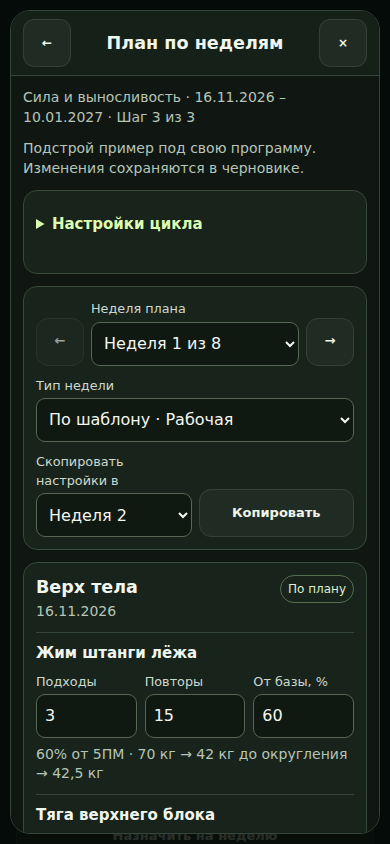 ←
План по неделям
×
Сила и выносливость · 16.11.2026 –
10.01.2027 · Шаг 3 из 3
Подстрой пример под свою программу.
Изменения сохраняются в черновике.
▶ Настройки цикла
Неделя плана
←
Неделя 1 из 8
→
Тип недели
По шаблону · Рабочая
Скопировать
настройки в
Неделя 2
Копировать
Верх тела
По плану
16.11.2026
Жим штанги лёжа
Подходы
Повторы
От базы, %
3
15
60
60% от 5ПМ · 70 кг → 42 кг до округления
→ 42,5 кг
Тяга верхнего блока
Назначить на неделю